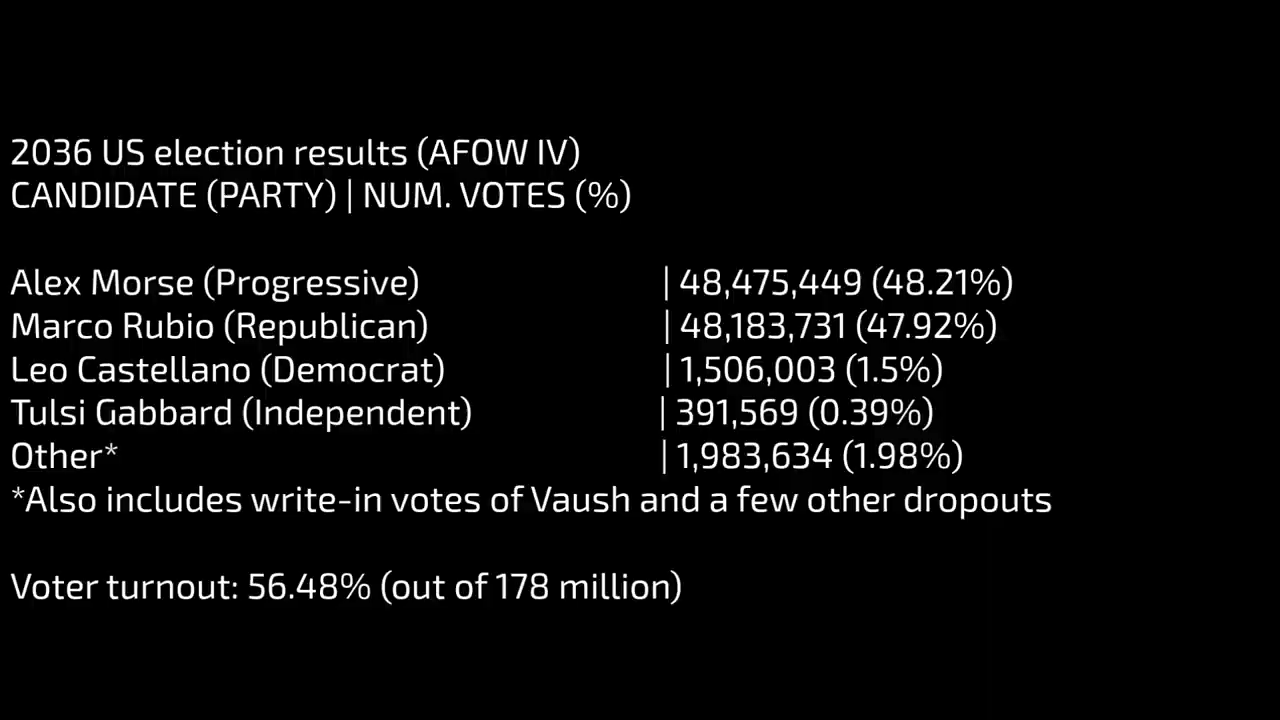 2036 US election results (AFOW IV)
CANDIDATE (PARTY) | NUM. VOTES (%)
Alex Morse (Progressive) | 48,475,449 (48.21%)
Marco Rubio (Republican) | 48,183,731 (47.92%)
Leo Castellano (Democrat) | 1,506,003 (1.5%)
Tulsi Gabbard (Independent) | 391,569 (0.39%)
Other* | 1,983,634 (1.98%)
*Also includes write-in votes of Vaush and a few other dropouts
Voter turnout: 56.48% (out of 178 million)